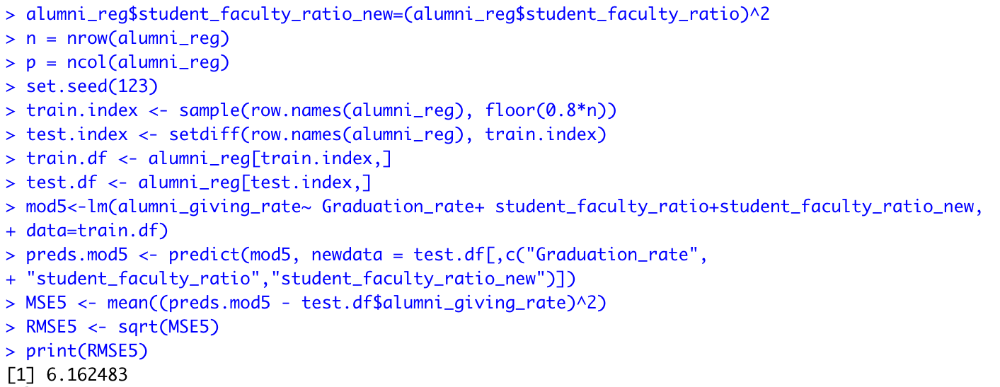 > alumni_reg$student_faculty_ratio_new=(alumni_reg$student_faculty_ratio)^2
> n = nrow(alumni_reg)
> p = ncol(alumni_reg)
> set.seed(123)
> train.index <- sample(row.names(alumni_reg), floor(0.8*n))
> test.index <- setdiff(row.names(alumni_reg), train.index)
> train.df <- alumni_reg[train.index,]
> test.df <- alumni_reg[test.index,]
> mod5<-lm(alumni_giving_rate~ Graduation_rate+ student_faculty_ratio+student_faculty_ratio_new,
+ data=train.df)
> preds.mod5 <- predict(mod5, newdata = test.df[,c("Graduation_rate",
+ "student_faculty_ratio","student_faculty_ratio_new")])
> MSE5 <- mean((preds.mod5 - test.df$alumni_giving_rate)^2)
> RMSE5 <- sqrt(MSE5)
> print(RMSE5)
[1] 6.162483